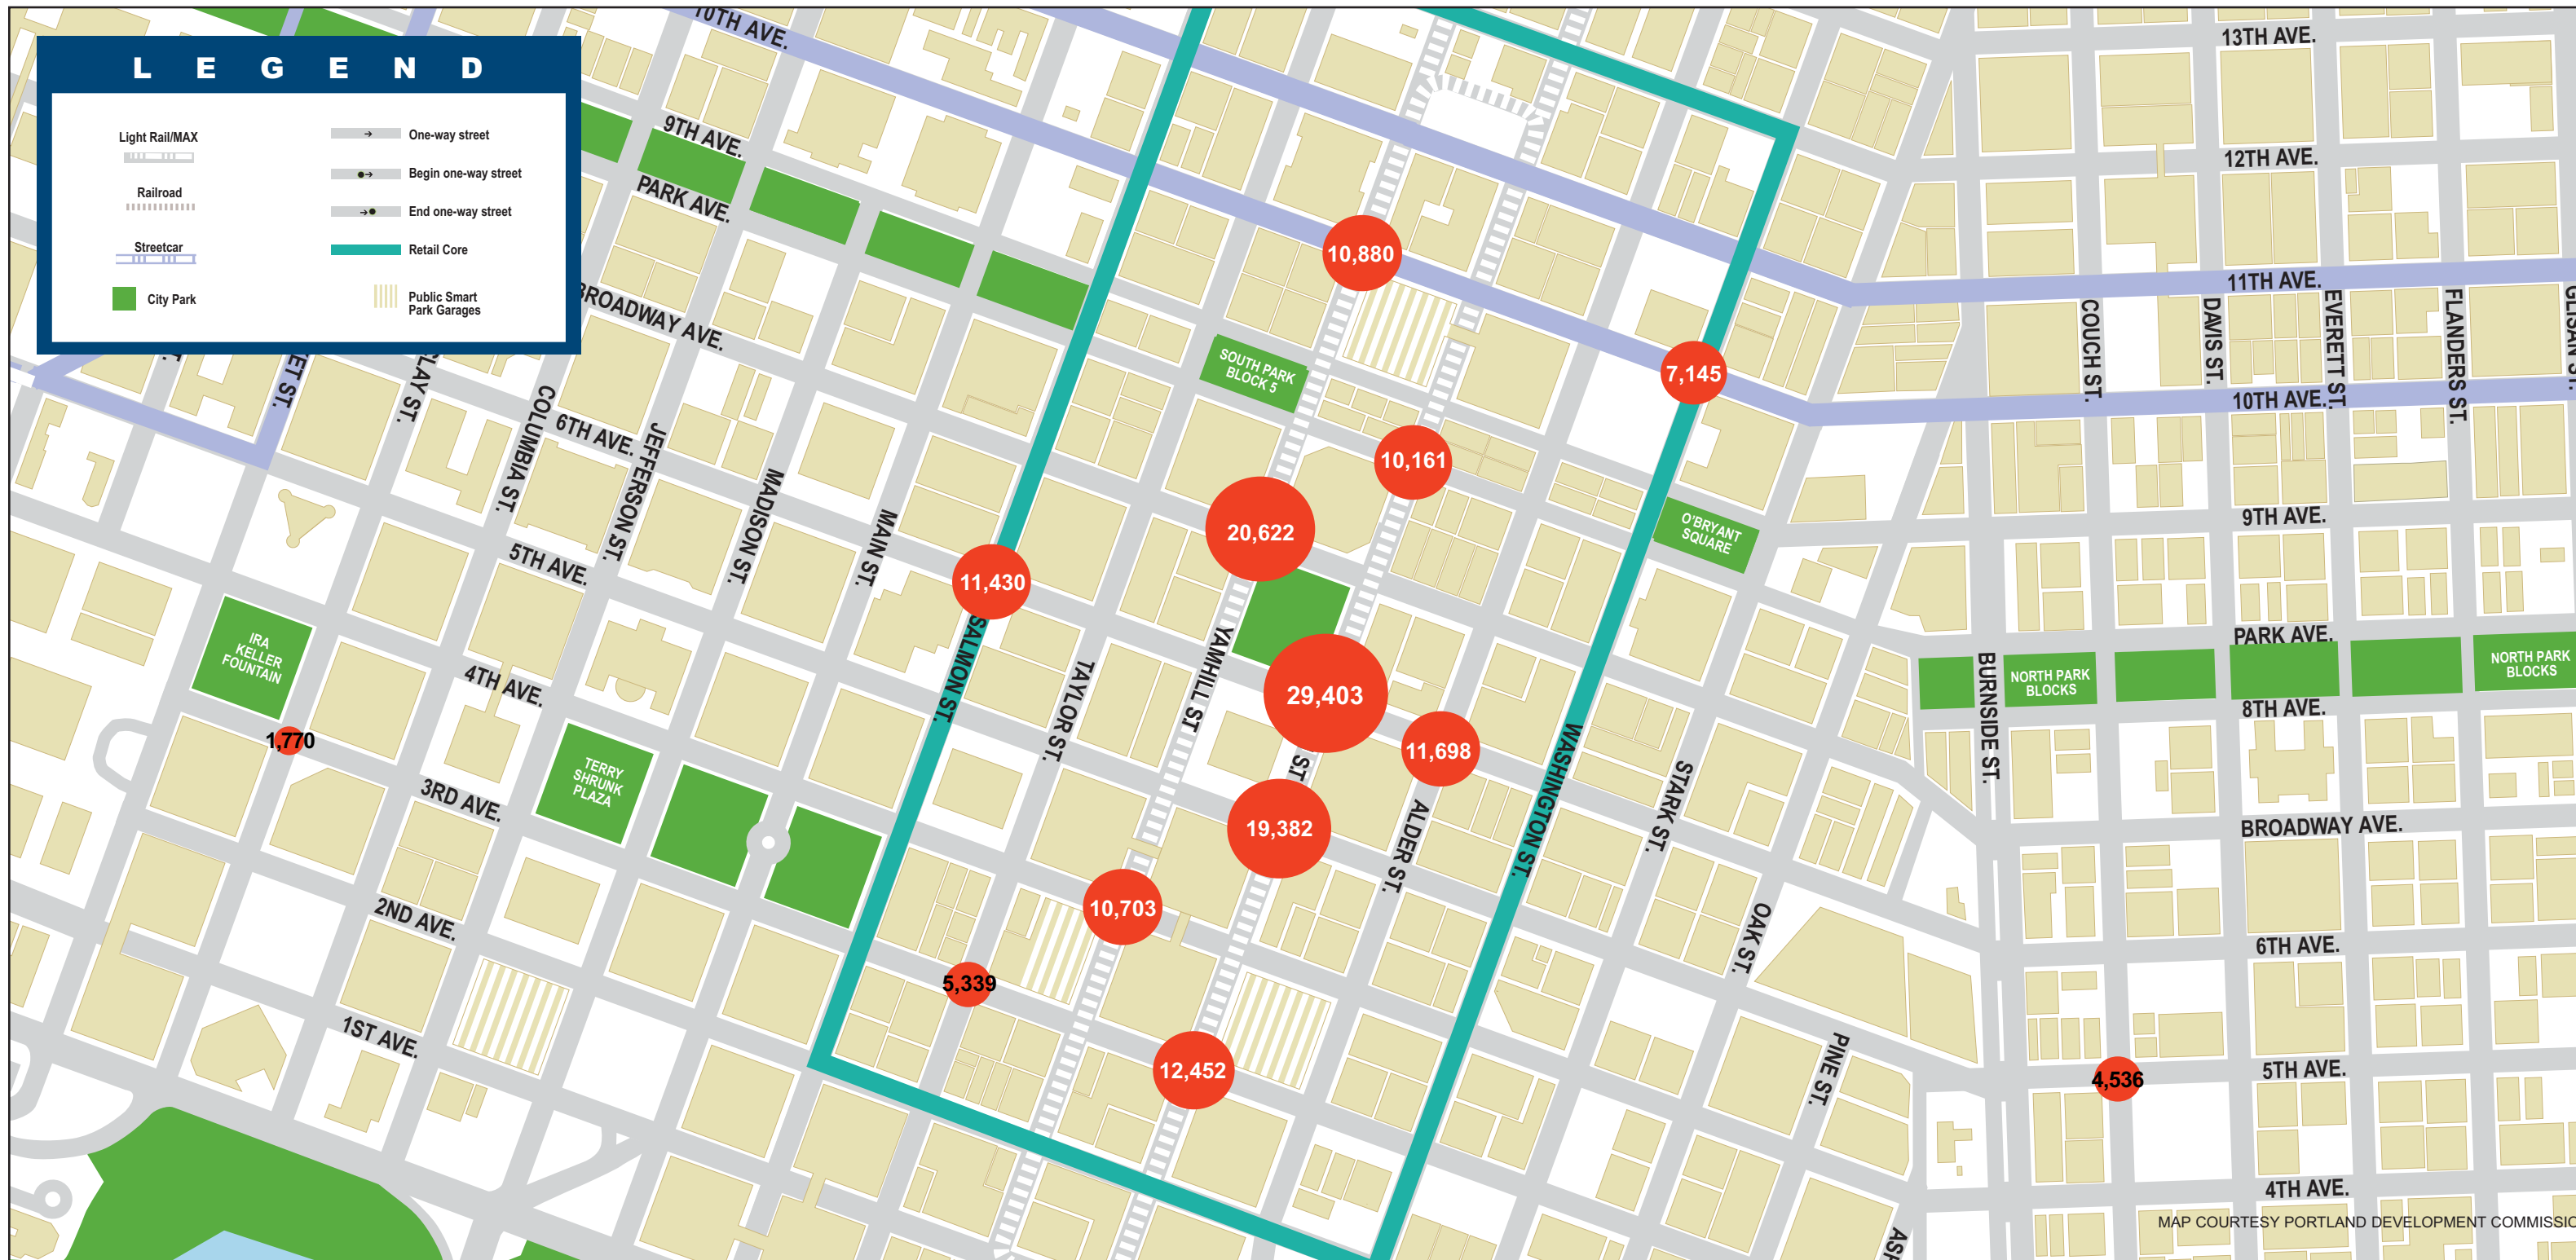 LEGEND
Light Rail/MAX
One-way street
Begin one-way street
Railroad
End one-way street
Streetcar
Retail Core
City Park
Public Smart
Park Garages
10TH AVE.
9TH AVE.
PARK AVE.
BROADWAY AVE.
6TH AVE.
5TH AVE.
4TH AVE.
3RD AVE.
2ND AVE.
1ST AVE.
CLAY ST.
COLUMBIA ST.
JEFFERSON ST.
MADISON ST.
MAIN ST.
SALMON ST.
TAYLOR ST.
YAMHILL ST.
ST.
ALDER ST.
WASHINGTON ST.
STARK ST.
OAK ST.
PINE ST.
BURNSIDE ST.
COUCH ST.
DAVIS ST.
EVERETT ST.
FLANDERS ST.
GLISAN ST.
13TH AVE.
12TH AVE.
11TH AVE.
10TH AVE.
9TH AVE.
PARK AVE.
8TH AVE.
BROADWAY AVE.
6TH AVE.
5TH AVE.
4TH AVE.
SOUTH PARK
BLOCK 5
O'BRYANT
SQUARE
IRA
KELLER
FOUNTAIN
TERRY
SHRUNK
PLAZA
NORTH PARK
BLOCKS
NORTH PARK
BLOCKS
10,880
7,145
10,161
20,622
11,430
29,403
11,698
1,770
19,382
10,703
5,339
12,452
4,536
MAP COURTESY PORTLAND DEVELOPMENT COMMISSIO